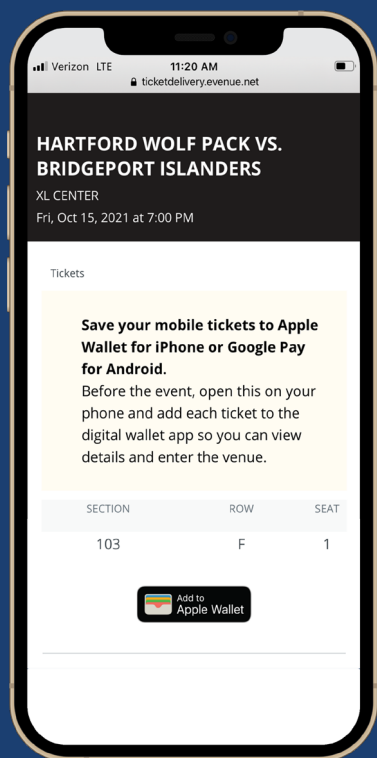 Verizon LTE 11:20 AM
ticketdelivery.evenue.net
HARTFORD WOLF PACK VS.
BRIDGEPORT ISLANDERS
XL CENTER
Fri, Oct 15, 2021 at 7:00 PM
Tickets
Save your mobile tickets to Apple
Wallet for iPhone or Google Pay
for Android.
Before the event, open this on your
phone and add each ticket to the
digital wallet app so you can view
details and enter the venue.
SECTION ROW SEAT
103 F 1
Add to
Apple Wallet